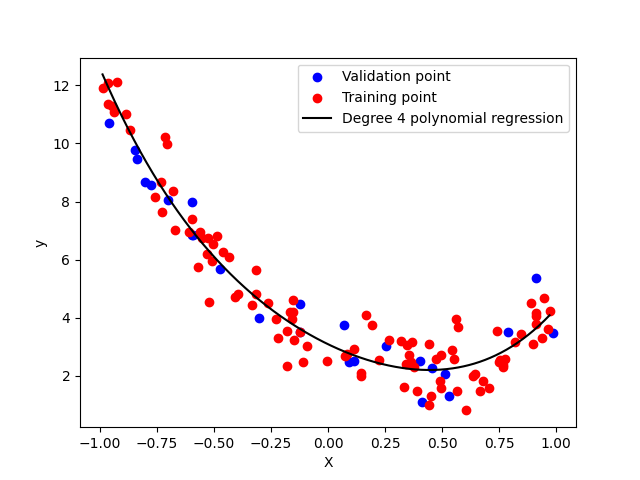 Validation point
Training point
Degree 4 polynomial regression
12
10
8
6
4
2
y
−1.00 −0.75 −0.50 −0.25 0.00 0.25 0.50 0.75 1.00
X